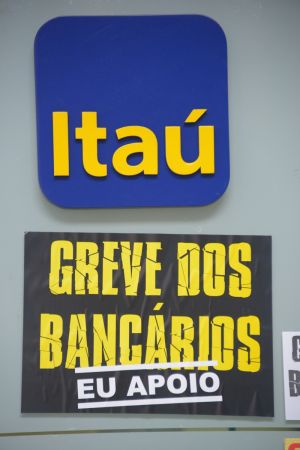 Itaú
GREVE DOS
BANCÁRIOS
EU APOIO